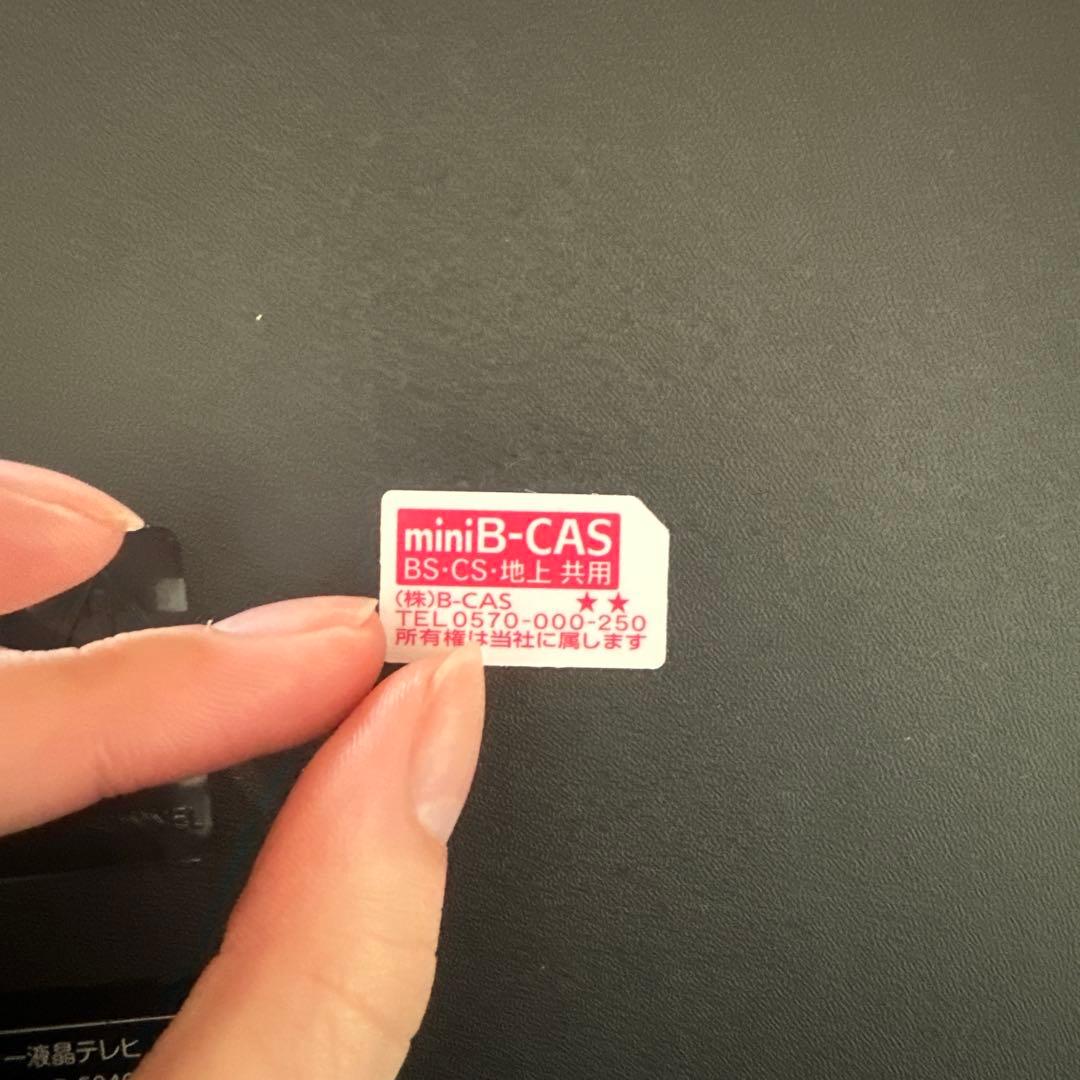 miniB-CAS
BS・CS・地上 共用
(株)B-CAS ★★
TEL0570-000-250
所有権は当社に属します
液晶テレビ